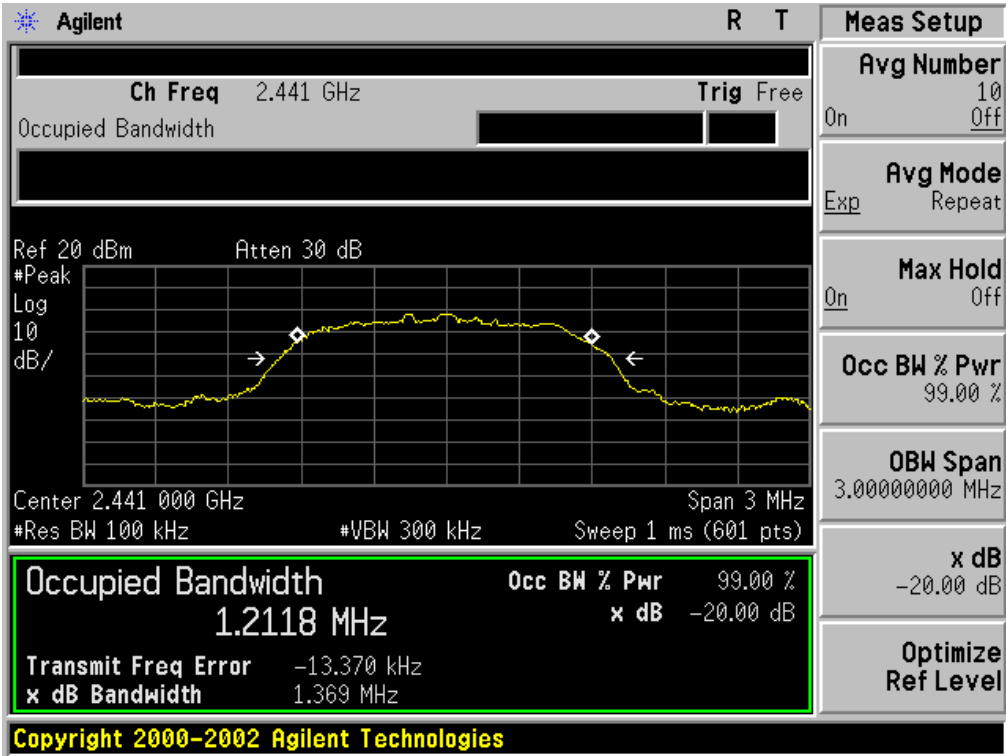 Agilent R T
Ch Freq 2.441 GHz Trig Free
Occupied Bandwidth
Ref 20 dBm Atten 30 dB
#Peak
Log
10
dB/
Center 2.441 000 GHz Span 3 MHz
#Res BW 100 kHz #VBW 300 kHz Sweep 1 ms (601 pts)
Occupied Bandwidth Occ BW % Pwr 99.00 %
1.2118 MHz x dB -20.00 dB
Transmit Freq Error -13.370 kHz
x dB Bandwidth 1.369 MHz
Copyright 2000-2002 Agilent Technologies
Meas Setup
Avg Number
10
On Off
Avg Mode
Exp Repeat
Max Hold
On Off
Occ BW % Pwr
99.00 %
OBW Span
3.00000000 MHz
x dB
-20.00 dB
Optimize
Ref Level